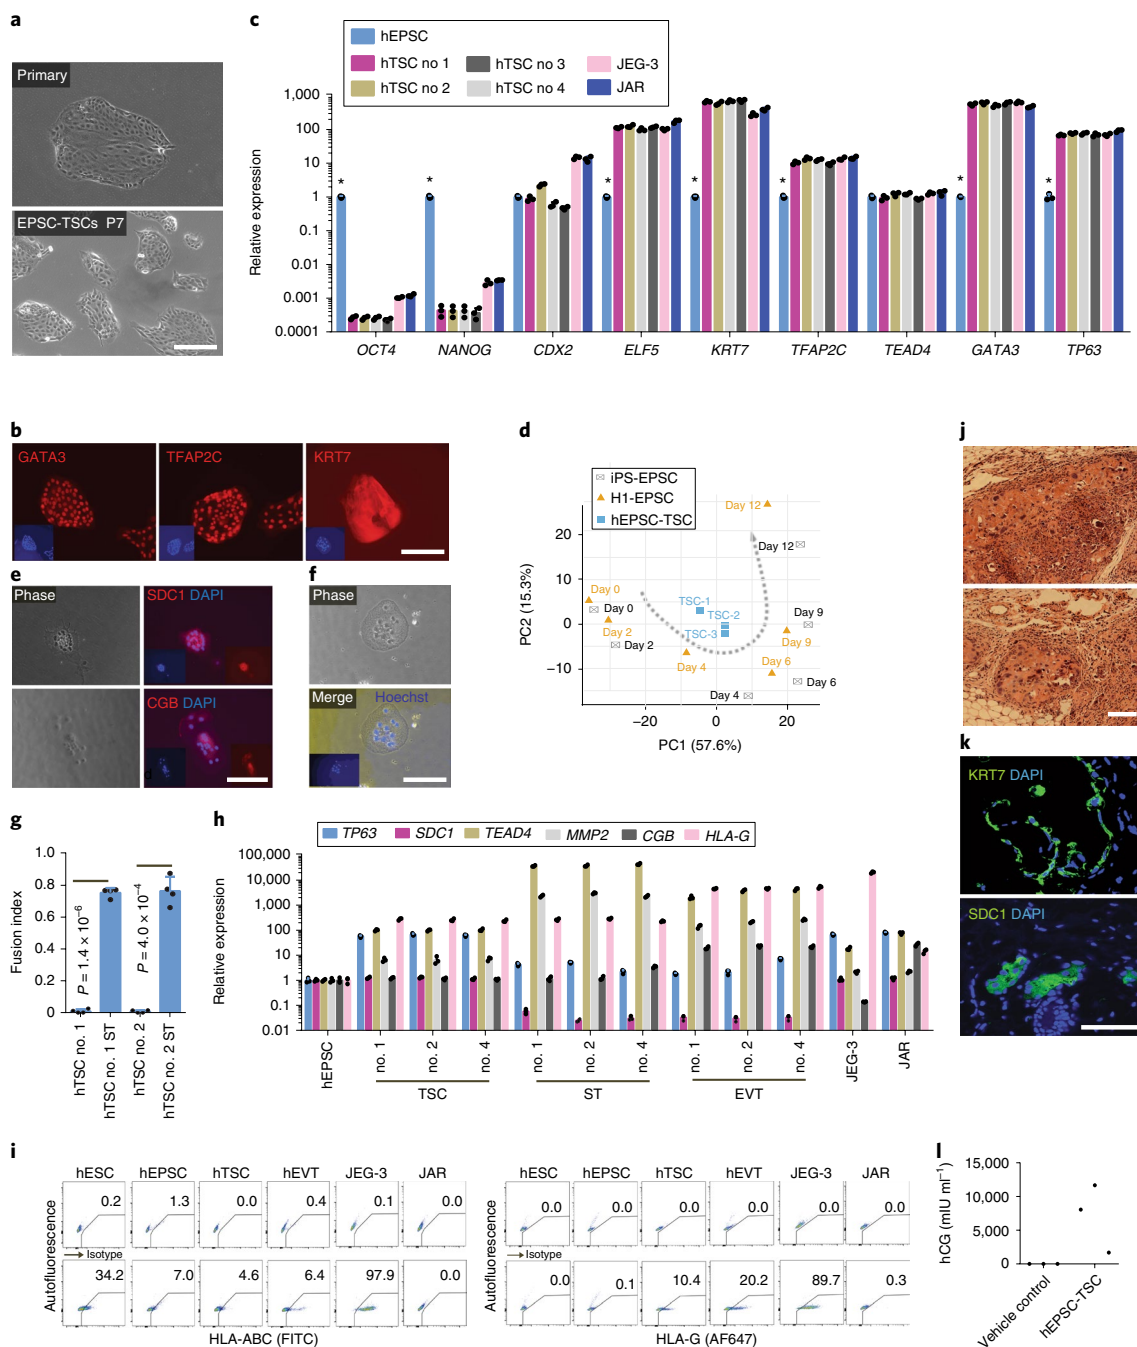 a
Primary
EPSC-TSCs P7
c
hEPSC
hTSC no 1
hTSC no 3
JEG-3
hTSC no 2
hTSC no 4
JAR
Relative expression
1,000
100
10
1
0.1
0.01
0.001
0.0001
*
*
*
*
*
*
*
OCT4 NANOG CDX2 ELF5 KRT7 TFAP2C TEAD4 GATA3 TP63
b
GATA3
TFAP2C
KRT7
d
iPS-EPSC
H1-EPSC
hEPSC-TSC
PC2 (15.3%)
20
10
0
−10
Day 12
Day 12
Day 0
Day 0
Day 2
Day 2
TSC-1
TSC-2
TSC-3
Day 4
Day 4
Day 9
Day 9
Day 6
Day 6
−20 0 20
PC1 (57.6%)
j
e
Phase
SDC1 DAPI
CGB DAPI
f
Phase
Merge
Hoechst
k
KRT7 DAPI
SDC1 DAPI
g
Fusion index
1.0
0.8
0.6
0.4
0.2
0
P = 1.4 × 10−6
P = 4.0 × 10−4
hTSC no. 1
hTSC no. 1 ST
hTSC no. 2
hTSC no. 2 ST
h
TP63 SDC1 TEAD4 MMP2 CGB HLA-G
Relative expression
100,000
10,000
1,000
100
10
1
0.1
0.01
hEPSC
no. 1
no. 2
no. 4
no. 1
no. 2
no. 4
no. 1
no. 2
no. 4
JEG-3
JAR
TSC
ST
EVT
i
hESC hEPSC hTSC hEVT JEG-3 JAR
Autofluorescence
0.2 1.3 0.0 0.4 0.1 0.0
Isotype
34.2 7.0 4.6 6.4 97.9 0.0
HLA-ABC (FITC)
hESC hEPSC hTSC hEVT JEG-3 JAR
Autofluorescence
0.0 0.0 0.0 0.0 0.0 0.0
Isotype
0.0 0.1 10.4 20.2 89.7 0.3
HLA-G (AF647)
l
hCG (mIU ml−1)
15,000
10,000
5,000
0
Vehicle control
hEPSC-TSC